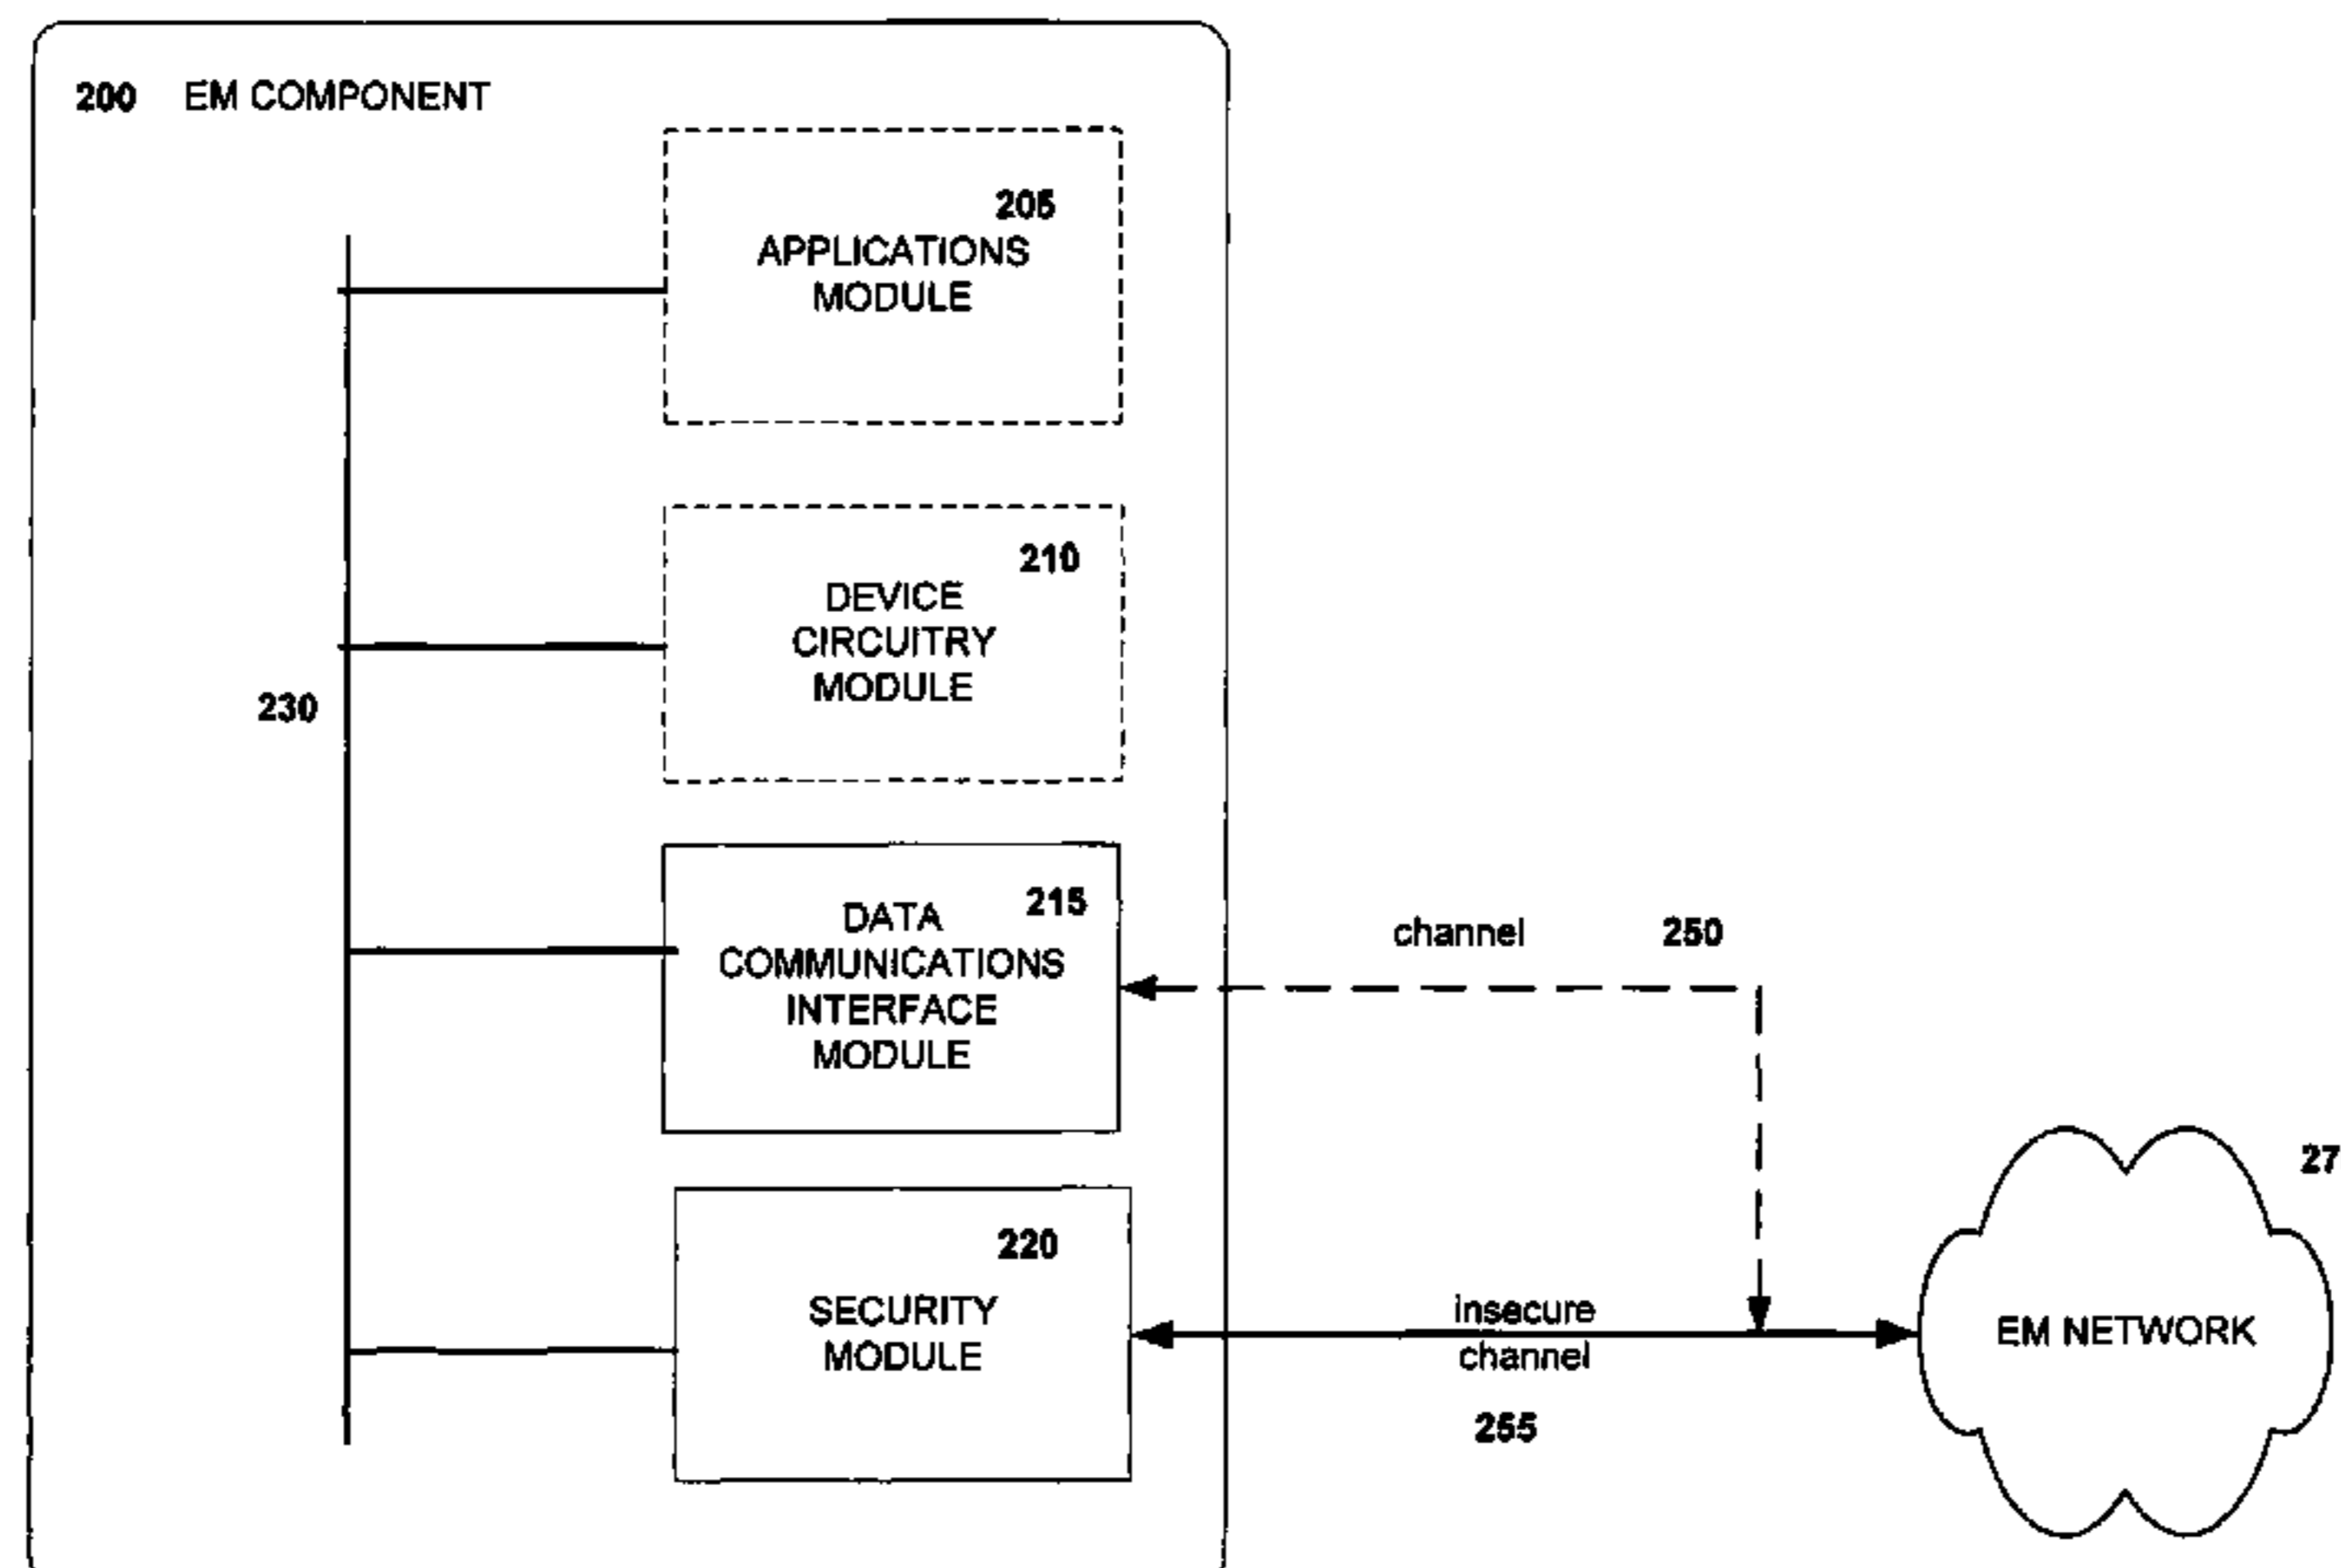 200 EM COMPONENT
205
APPLICATIONS
MODULE
210
DEVICE
CIRCUITRY
MODULE
230
215
DATA
COMMUNICATIONS
INTERFACE
MODULE
channel 250
27
220
SECURITY
MODULE
insecure
channel
255
EM NETWORK